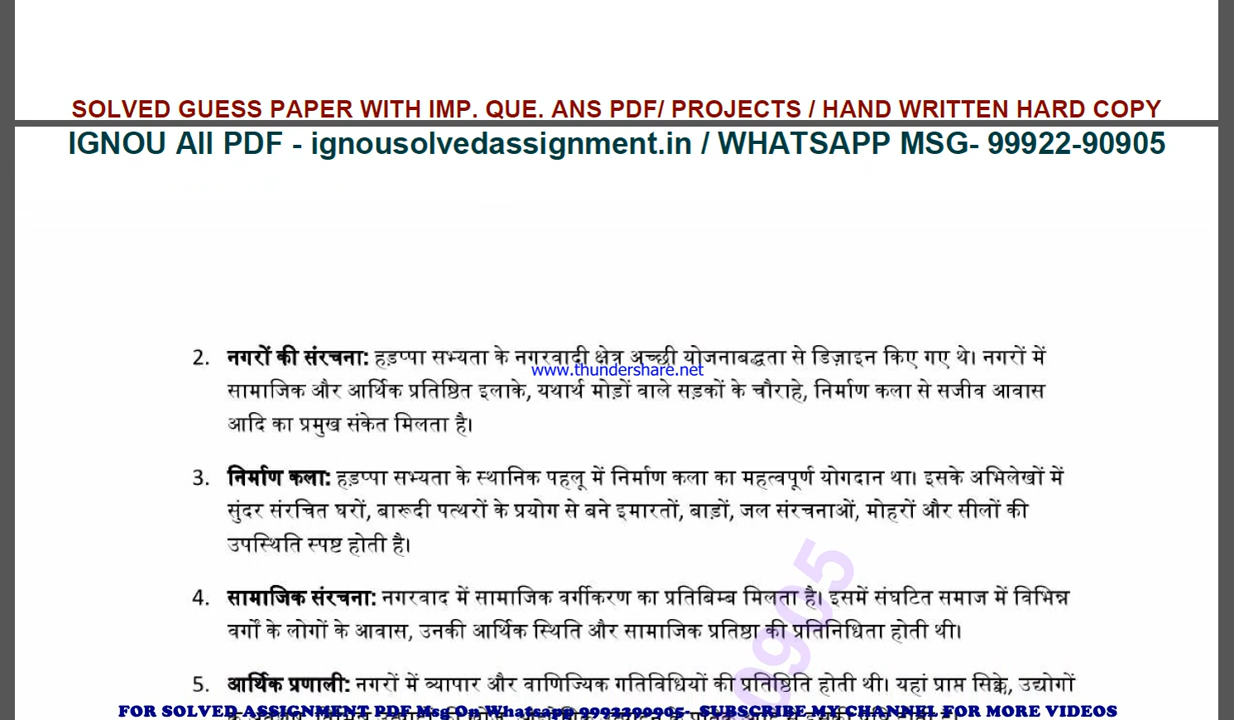 SOLVED GUESS PAPER WITH IMP. QUE. ANS PDF/ PROJECTS / HAND WRITTEN HARD COPY
IGNOU All PDF - ignousolvedassignment.in / WHATSAPP MSG- 99922-90905
2. नगरों की संरचना: हड़प्पा सभ्यता के नगरवादी क्षेत्र अच्छी योजनाबद्धता से डिज़ाइन किए गए थे। नगरों में
www.thundershare.net
सामाजिक और आर्थिक प्रतिष्ठित इलाके, यथार्थ मोड़ों वाले सड़कों के चौराहे, निर्माण कला से सजीव आवास
आदि का प्रमुख संकेत मिलता है।
3. निर्माण कला: हड़प्पा सभ्यता के स्थानिक पहलू में निर्माण कला का महत्वपूर्ण योगदान था। इसके अभिलेखों में
सुंदर संरचित घरों, बारूदी पत्थरों के प्रयोग से बने इमारतों, बाड़ों, जल संरचनाओं, मोहरों और सीलों की
उपस्थिति स्पष्ट होती है।
4. सामाजिक संरचना: नगरवाद में सामाजिक वर्गीकरण का प्रतिबिम्ब मिलता है। इसमें संघटित समाज में विभिन्न
वर्गों के लोगों के आवास, उनकी आर्थिक स्थिति और सामाजिक प्रतिष्ठा की प्रतिनिधिता होती थी।
0905
5. आर्थिक प्रणाली: नगरों में व्यापार और वाणिज्यिक गतिविधियों की प्रतिष्ठिति होती थी। यहां प्राप्त सिक्के, उद्योगों
FOR SOLVED ASSIGNMENT PDF Msg On Whatsapp 9992290905- SUBSCRIBE MY CHANNEL FOR MORE VIDEOS